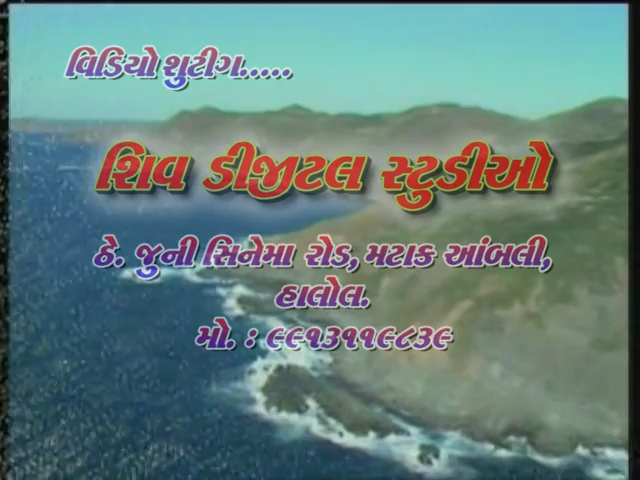 વિડિયો શુટીગ.....
શિવ ડીજીટલ સ્ટુડીઓ
ઠે. જુની સિનેમા રોડ, મટાક આંબલી,
હાલોલ.
મો. : ૯૯૧૩૧૧૯૮૩૯